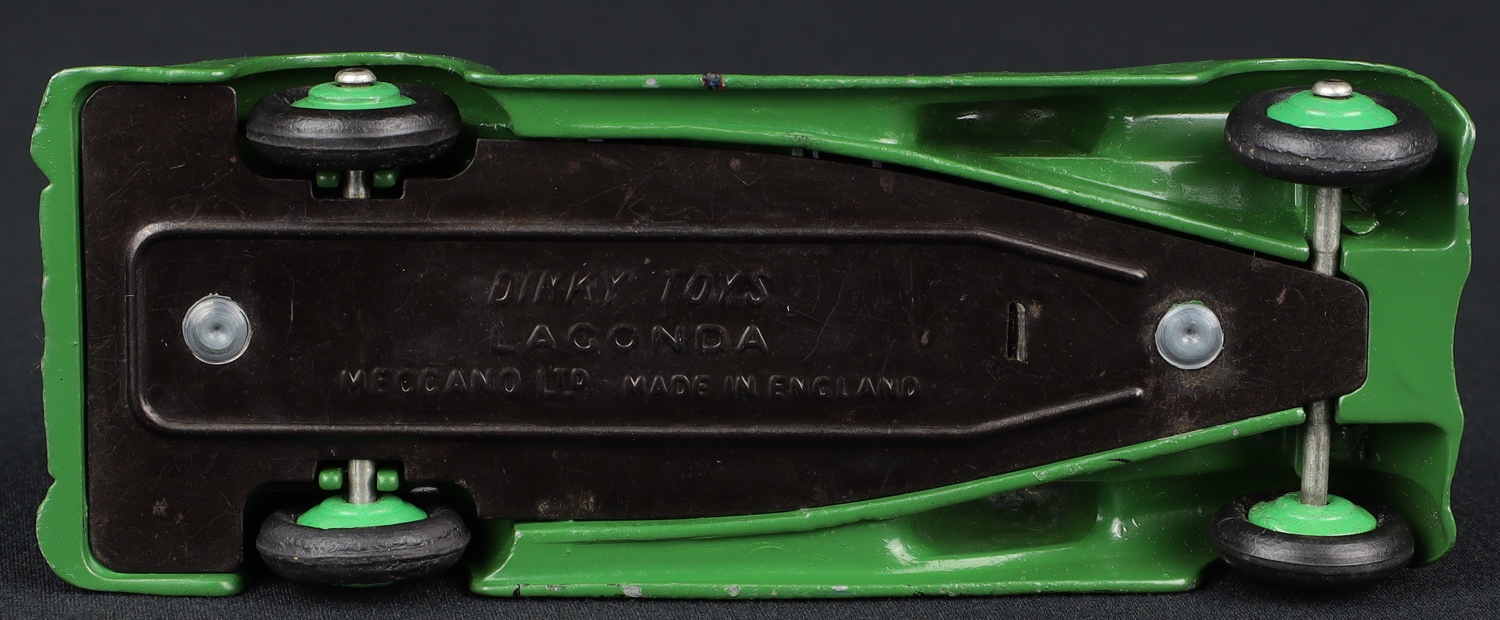 DINKY TOYS
LAGONDA
MECCANO LTD MADE IN ENGLAND